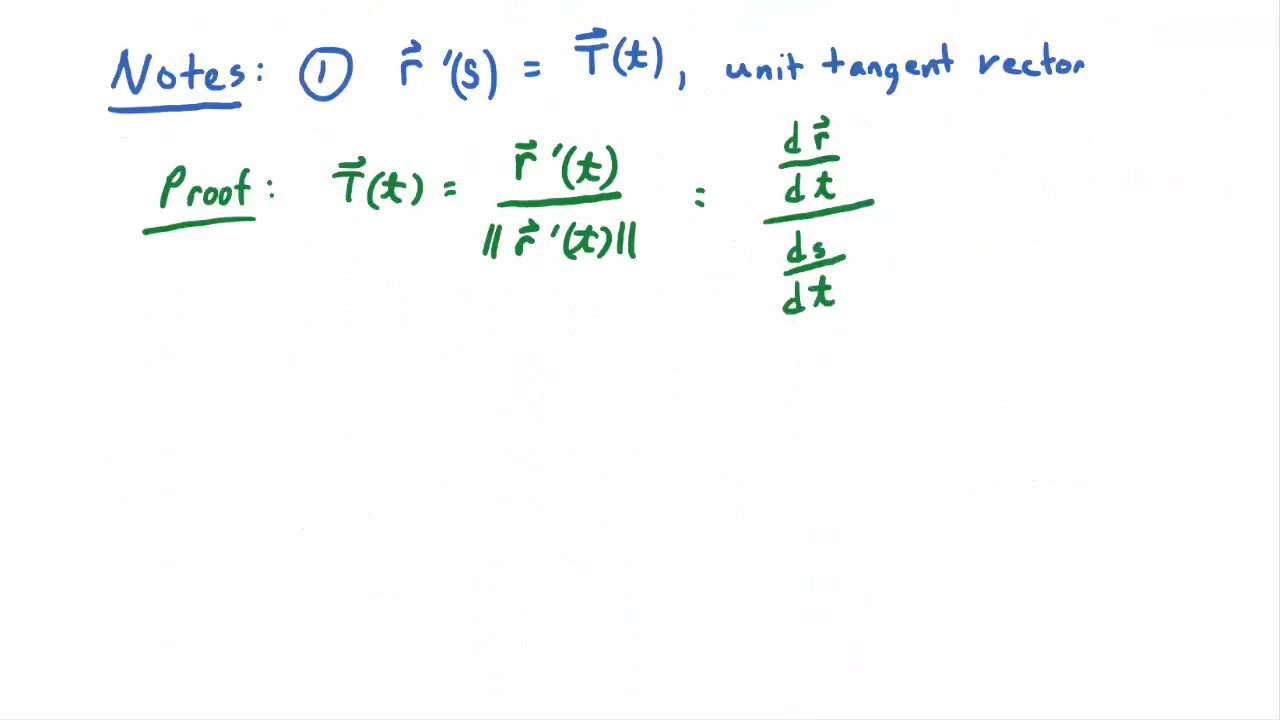 Notes: ① r⃗ '(s) = T⃗(t), unit tangent vector
Proof: T⃗(t) = r⃗ '(t) / ‖ r⃗ '(t)‖ = (dr⃗/dt) / (ds/dt)